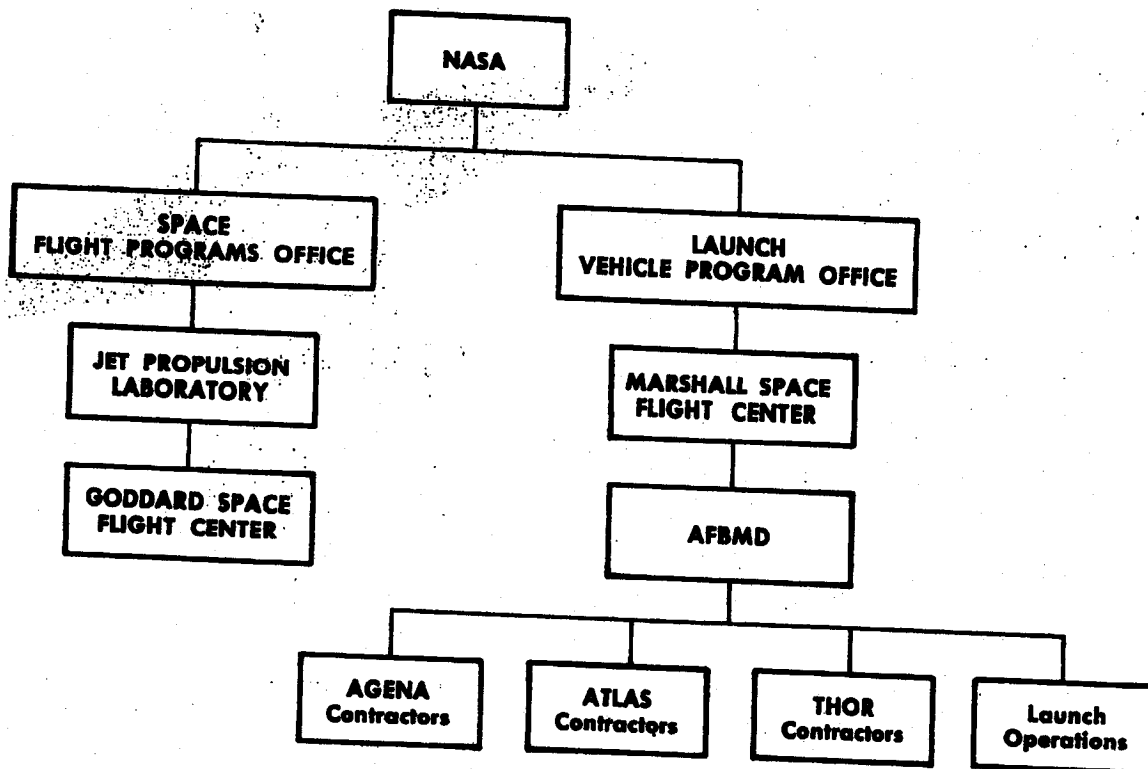 NASA
SPACE
FLIGHT PROGRAMS OFFICE
LAUNCH
VEHICLE PROGRAM OFFICE
JET PROPULSION
LABORATORY
MARSHALL SPACE
FLIGHT CENTER
GODDARD SPACE
FLIGHT CENTER
AFBMD
AGENA
Contractors
ATLAS
Contractors
THOR
Contractors
Launch
Operations